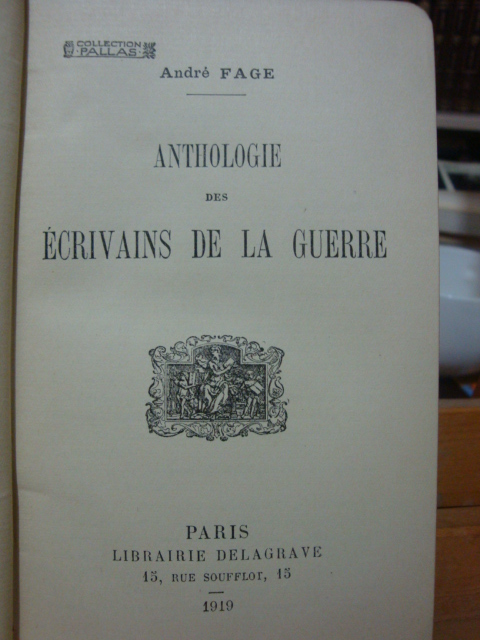 COLLECTION
PALLAS
André FAGE
ANTHOLOGIE
DES
ÉCRIVAINS DE LA GUERRE
PARIS
LIBRAIRIE DELAGRAVE
15, RUE SOUFFLOT, 15
1919